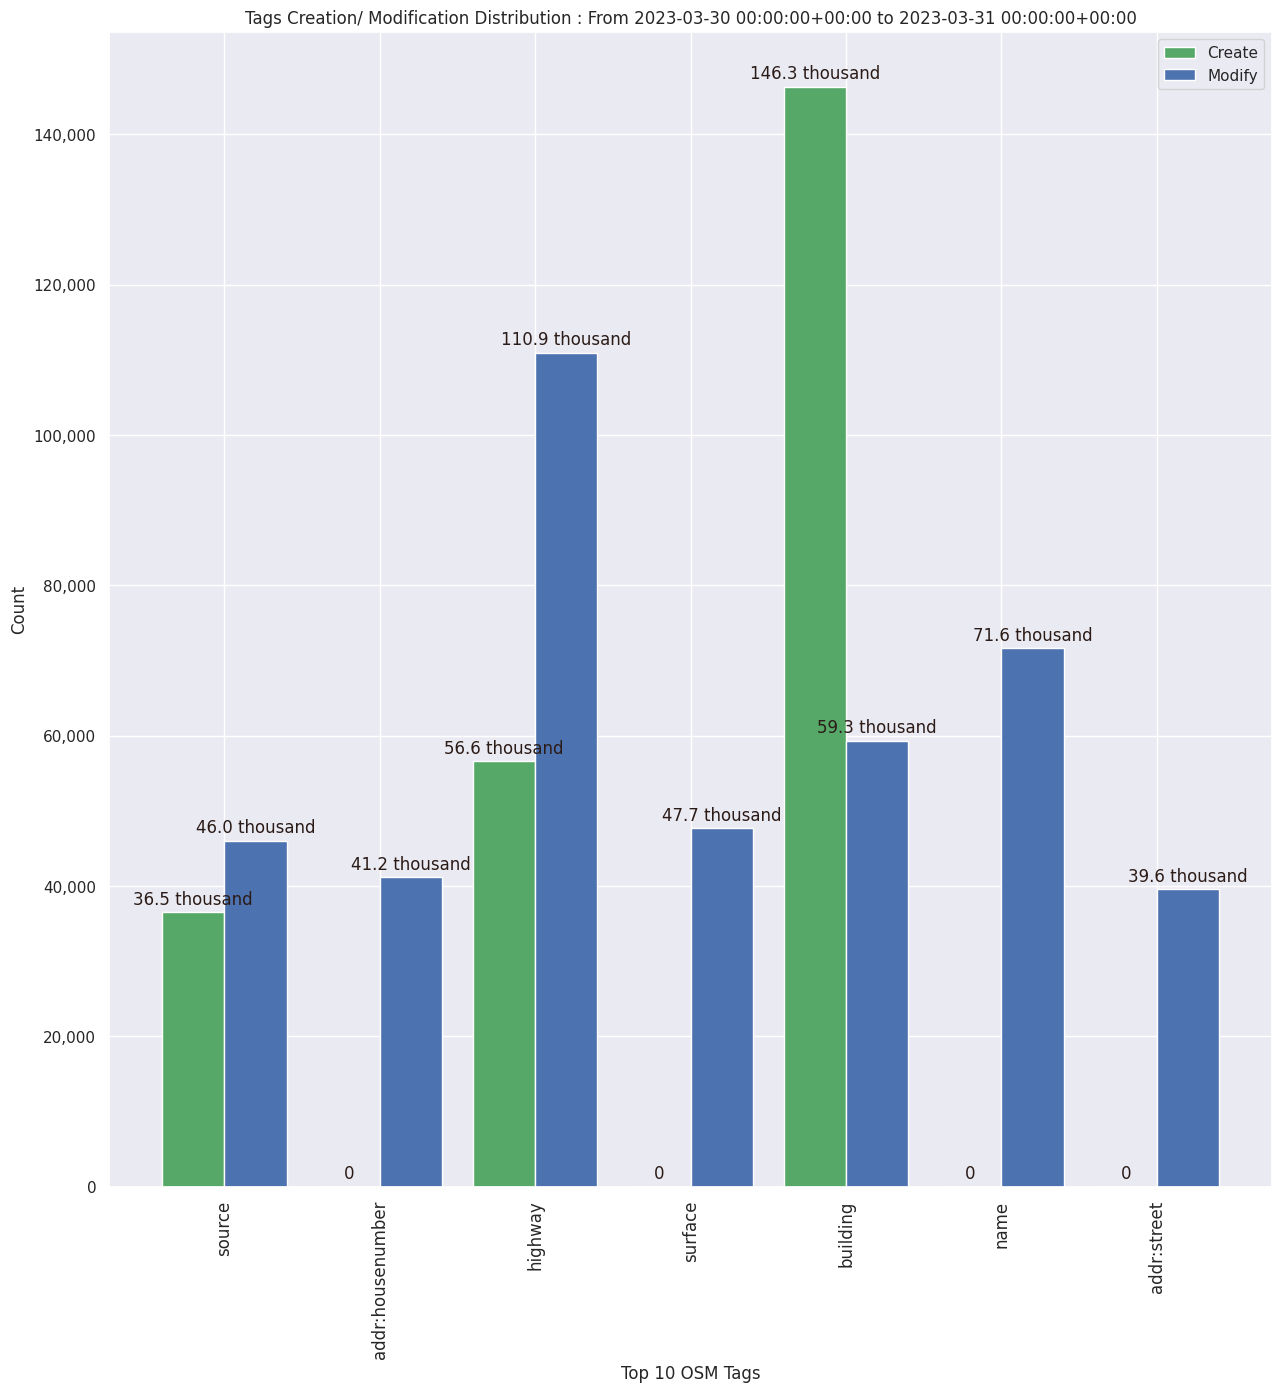 Tags Creation/ Modification Distribution : From 2023-03-30 00:00:00+00:00 to 2023-03-31 00:00:00+00:00
Create
Modify
146.3 thousand
140,000
120,000
110.9 thousand
100,000
80,000
Count
71.6 thousand
60,000
59.3 thousand
56.6 thousand
47.7 thousand
46.0 thousand
41.2 thousand
40,000
39.6 thousand
36.5 thousand
20,000
0
0
0
0
0
source
addr:housenumber
highway
surface
building
name
addr:street
Top 10 OSM Tags